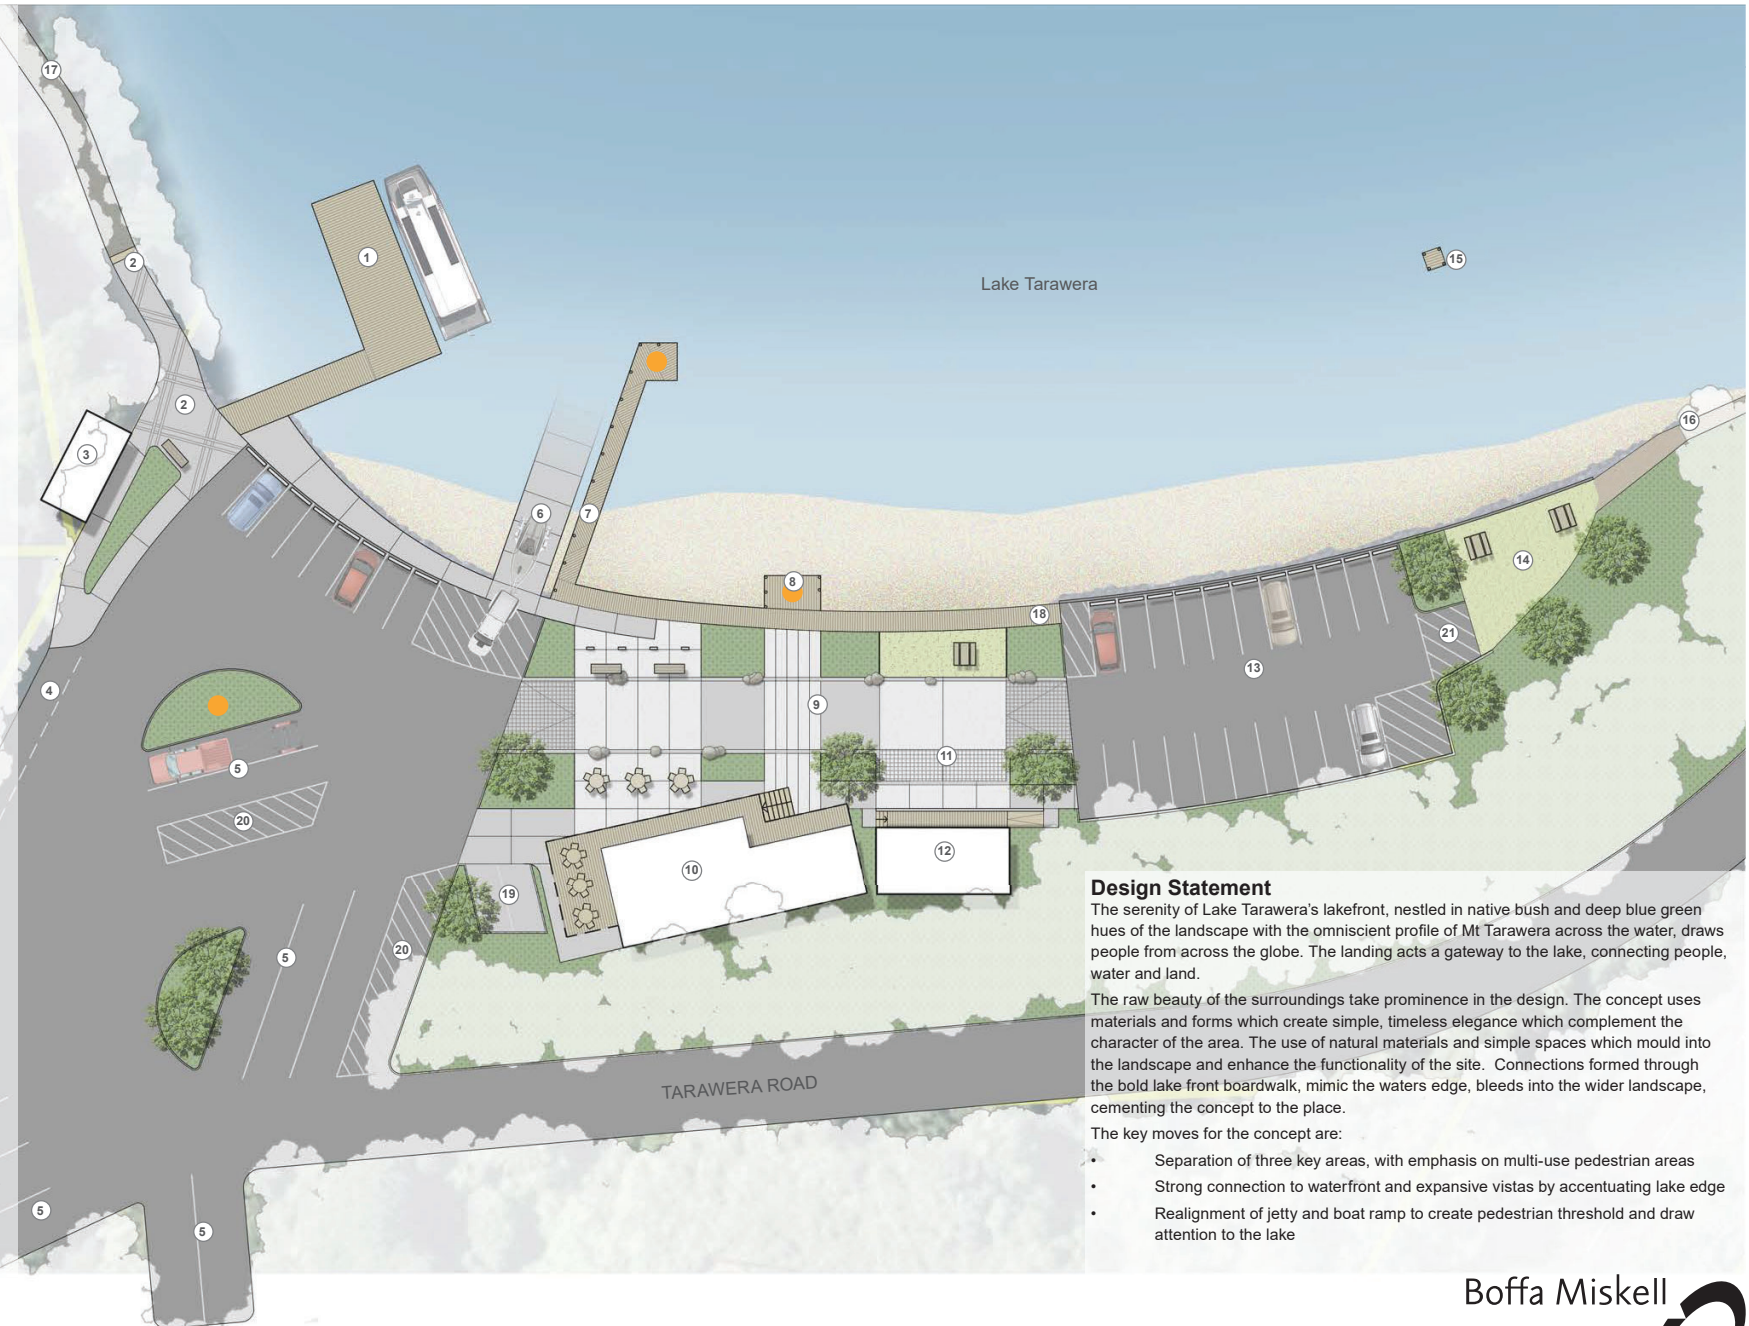 17
1
2
Lake Tarawera
15
2
16
3
6
7
8
14
18
21
4
13
9
5
11
20
12
10
19
20
5
Design Statement
The serenity of Lake Tarawera's lakefront, nestled in native bush and deep blue green
hues of the landscape with the omniscient profile of Mt Tarawera across the water, draws
people from across the globe. The landing acts a gateway to the lake, connecting people,
water and land.
The raw beauty of the surroundings take prominence in the design. The concept uses
materials and forms which create simple, timeless elegance which complement the
character of the area. The use of natural materials and simple spaces which mould into
the landscape and enhance the functionality of the site. Connections formed through
the bold lake front boardwalk, mimic the waters edge, bleeds into the wider landscape,
cementing the concept to the place.
The key moves for the concept are:
• Separation of three key areas, with emphasis on multi-use pedestrian areas
• Strong connection to waterfront and expansive vistas by accentuating lake edge
• Realignment of jetty and boat ramp to create pedestrian threshold and draw
attention to the lake
TARAWERA ROAD
5
5
Boffa Miskell